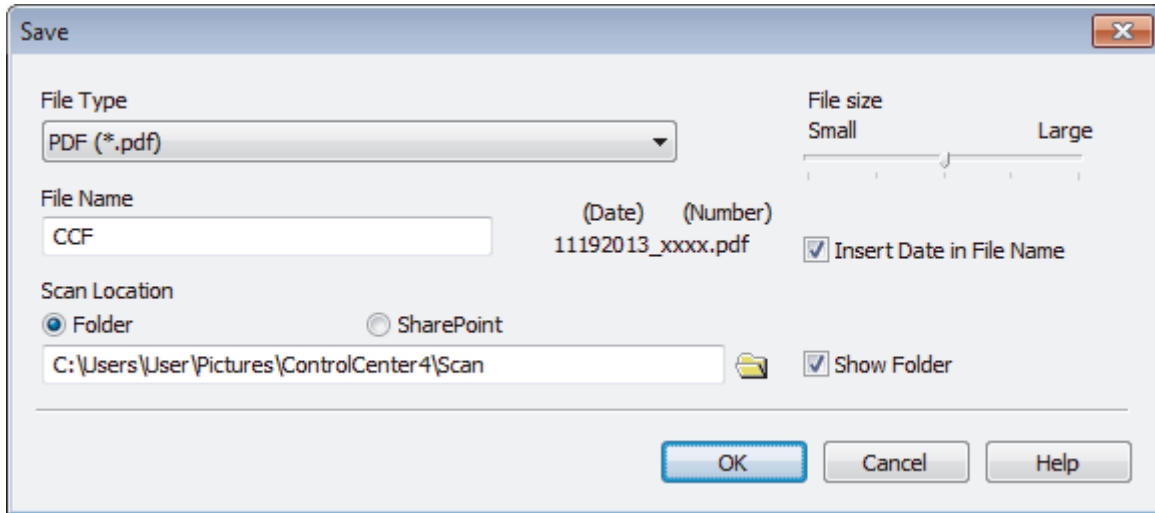 Save
File Type
PDF (*.pdf)
File size
Small Large
File Name
CCF
(Date) (Number)
11192013_xxxx.pdf
Insert Date in File Name
Scan Location
Folder SharePoint
C:\Users\User\Pictures\ControlCenter4\Scan
Show Folder
OK Cancel Help